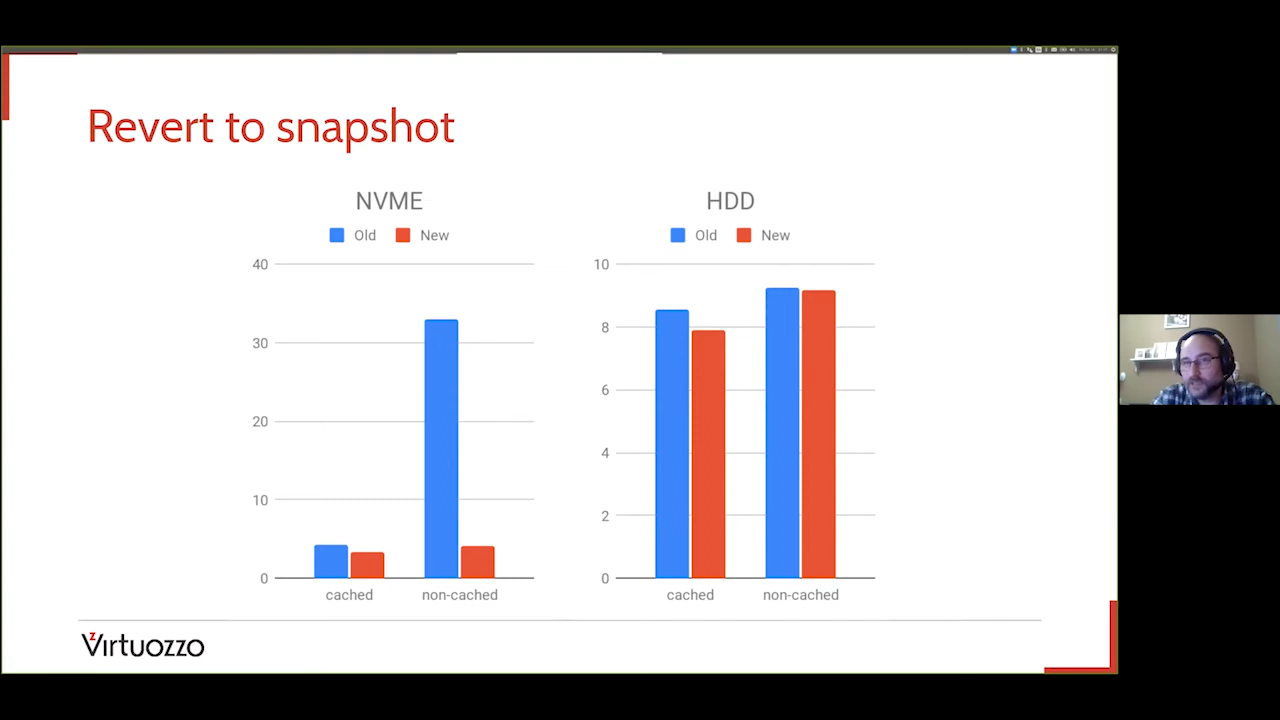 Revert to snapshot
NVME
Old New
40
30
20
10
0
cached non-cached
HDD
Old New
10
8
6
4
2
0
cached non-cached
Virtuozzo